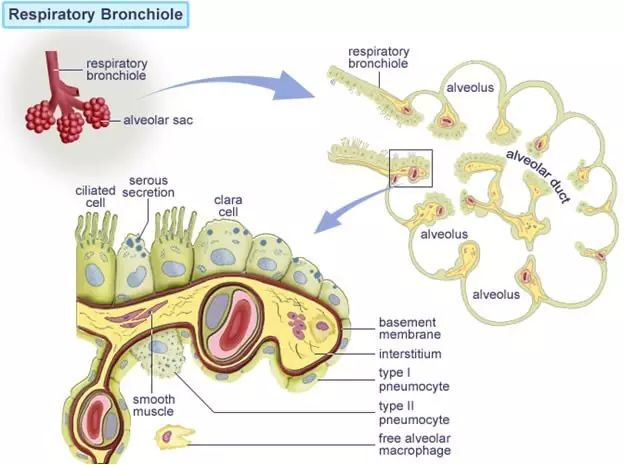 Respiratory Bronchiole
respiratory
bronchiole
alveolar sac
respiratory
bronchiole
alveolus
alveolar duct
alveolus
alveolus
ciliated
cell
serous
secretion
clara
cell
basement
membrane
interstitium
type I
pneumocyte
type II
pneumocyte
free alveolar
macrophage
smooth
muscle